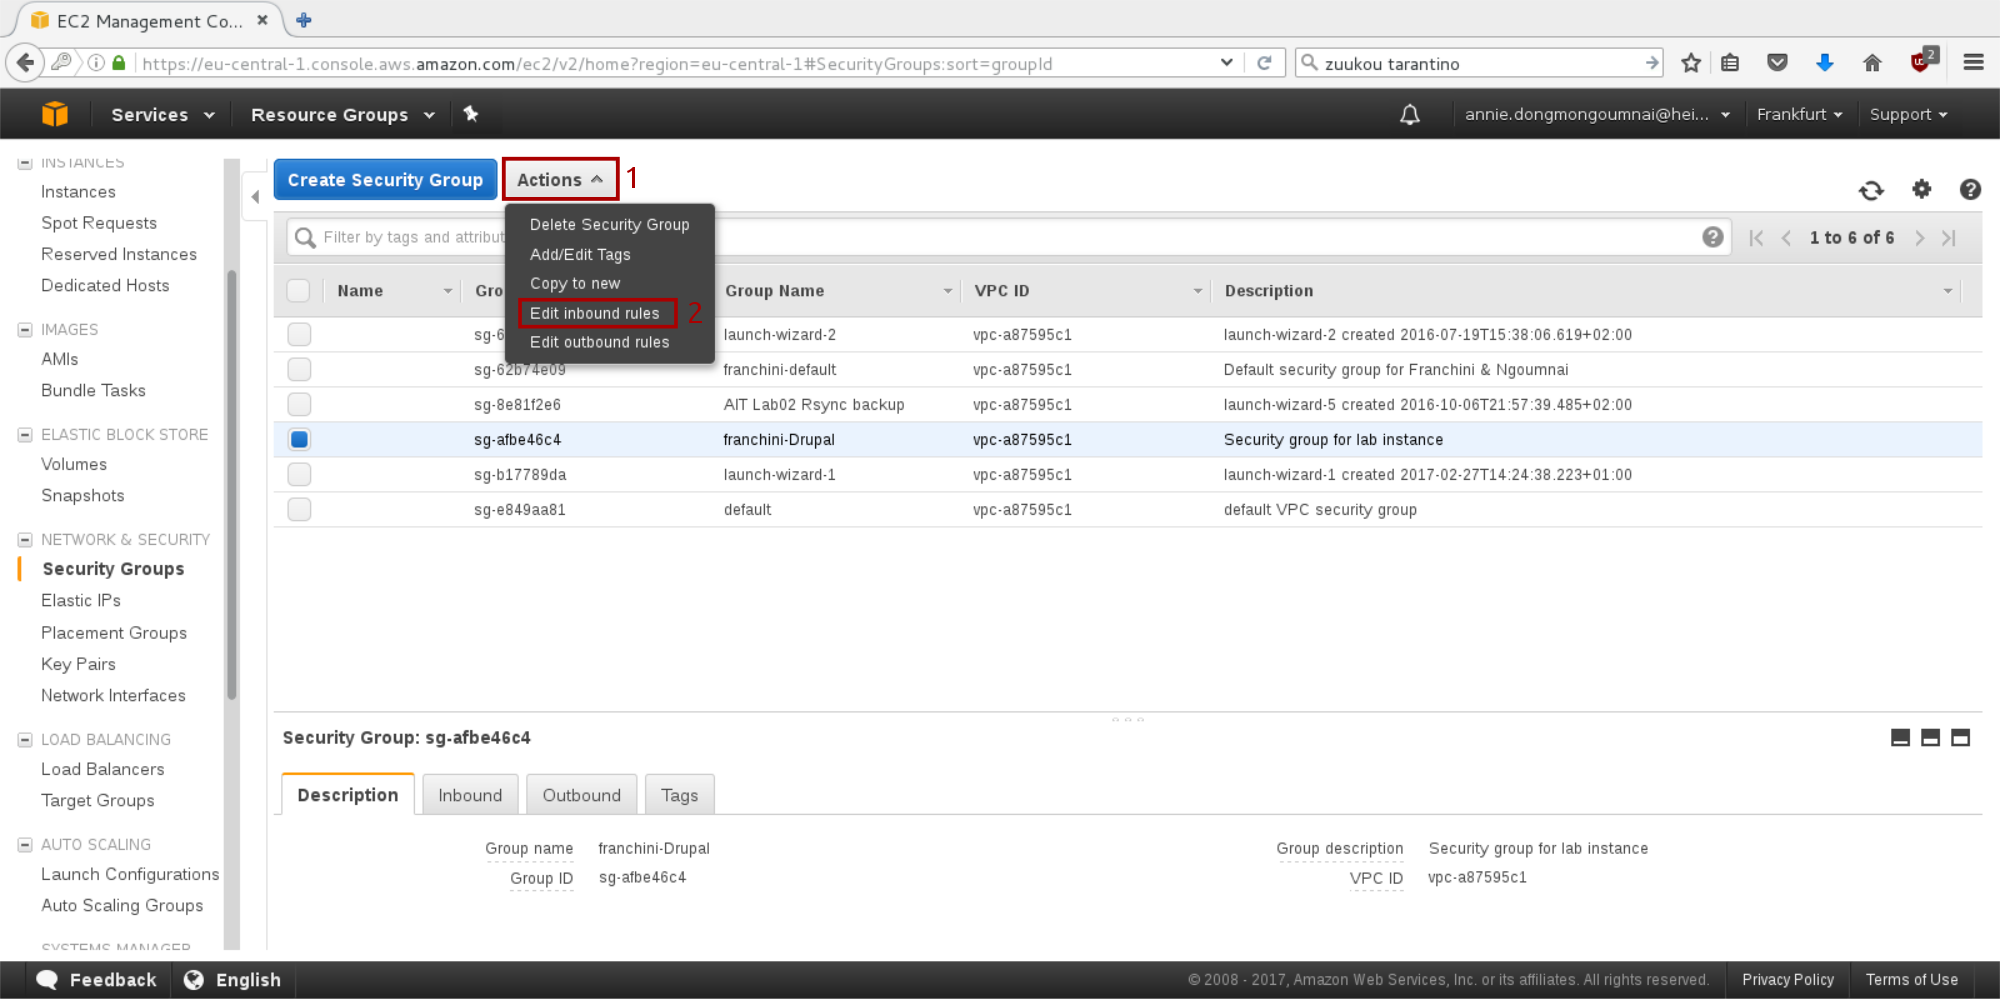 EC2 Management Co...
https://eu-central-1.console.aws.amazon.com/ec2/v2/home?region=eu-central-1#SecurityGroups:sort=groupId
zuukou tarantino
2
Services
Resource Groups
annie.dongmongoumnai@hei...
Frankfurt
Support
INSTANCES
Instances
Spot Requests
Reserved Instances
Dedicated Hosts
IMAGES
AMIs
Bundle Tasks
ELASTIC BLOCK STORE
Volumes
Snapshots
NETWORK & SECURITY
Security Groups
Elastic IPs
Placement Groups
Key Pairs
Network Interfaces
LOAD BALANCING
Load Balancers
Target Groups
AUTO SCALING
Launch Configurations
Auto Scaling Groups
SYSTEMS MANAGER
Create Security Group Actions 1
Delete Security Group
Add/Edit Tags
Copy to new
Edit inbound rules 2
Edit outbound rules
Filter by tags and attribut
1 to 6 of 6
Name Gro Group Name VPC ID Description
sg-6 launch-wizard-2 vpc-a87595c1 launch-wizard-2 created 2016-07-19T15:38:06.619+02:00
sg-62b74e09 franchini-default vpc-a87595c1 Default security group for Franchini & Ngoumnai
sg-8e81f2e6 AIT Lab02 Rsync backup vpc-a87595c1 launch-wizard-5 created 2016-10-06T21:57:39.485+02:00
sg-afbe46c4 franchini-Drupal vpc-a87595c1 Security group for lab instance
sg-b17789da launch-wizard-1 vpc-a87595c1 launch-wizard-1 created 2017-02-27T14:24:38.223+01:00
sg-e849aa81 default vpc-a87595c1 default VPC security group
Security Group: sg-afbe46c4
Description Inbound Outbound Tags
Group name franchini-Drupal Group description Security group for lab instance
Group ID sg-afbe46c4 VPC ID vpc-a87595c1
Feedback English © 2008 - 2017, Amazon Web Services, Inc. or its affiliates. All rights reserved. Privacy Policy Terms of Use